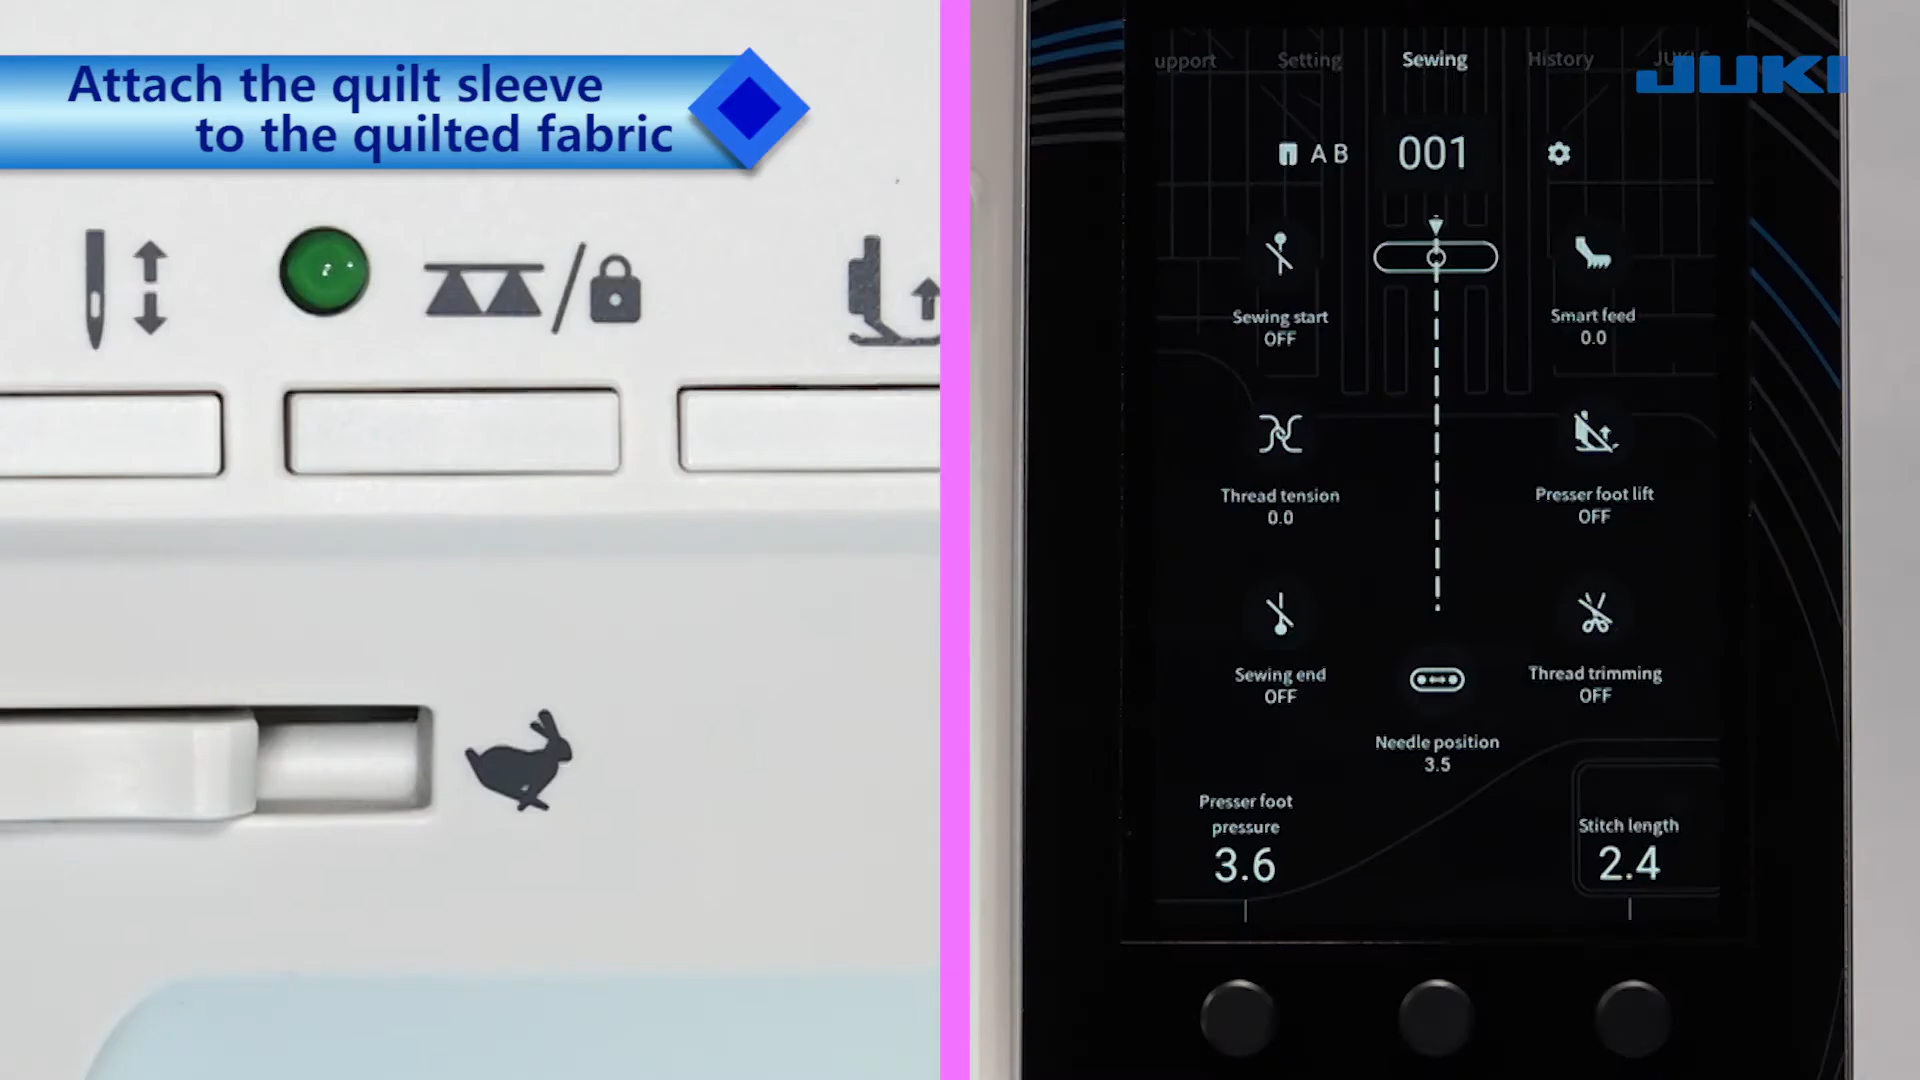 Attach the quilt sleeve
to the quilted fabric
upport
Setting
Sewing
History
JUKI S
JUKI
A B
001
Sewing start
OFF
Smart feed
0.0
Thread tension
0.0
Presser foot lift
OFF
Sewing end
OFF
Thread trimming
OFF
Needle position
3.5
Presser foot
pressure
3.6
Stitch length
2.4